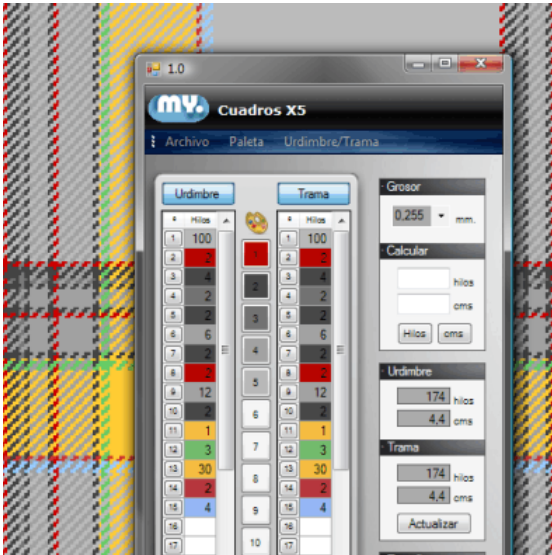 1.0
my. Cuadros X5
Archivo Paleta Urdimbre/Trama
Urdimbre Trama
* Hilos * Hilos
1 100 1 1 100
2 2 2 2
3 4 2 3 4
4 2 4 2
5 2 3 5 2
6 6 4 6 6
7 2 7 2
8 2 5 8 2
9 12 9 12
10 2 6 10 2
11 1 11 1
12 3 7 12 3
13 30 8 13 30
14 2 14 2
15 4 9 15 4
16 16
17 10 17
Grosor
0,255 mm.
Calcular
hilos
cms
Hilos cms
Urdimbre
174 hilos
4,4 cms
Trama
174 hilos
4,4 cms
Actualizar